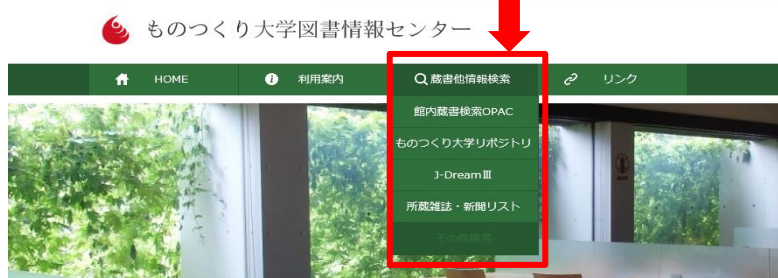 ものつくり大学図書情報センター
HOME
利用案内
蔵書他情報検索
リンク
館内蔵書検索OPAC
ものつくり大学リポジトリ
J-DreamⅢ
所蔵雑誌・新聞リスト
その他検索